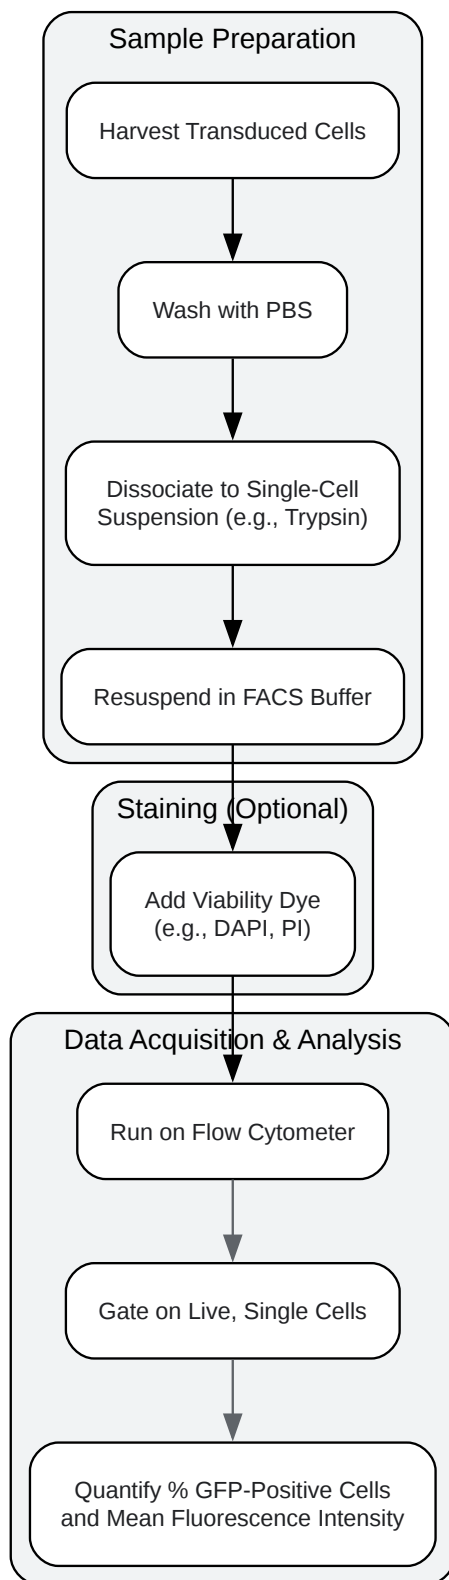 Sample Preparation
Harvest Transduced Cells
Wash with PBS
Dissociate to Single-Cell
Suspension (e.g., Trypsin)
Resuspend in FACS Buffer
Staining (Optional)
Add Viability Dye
(e.g., DAPI, PI)
Data Acquisition & Analysis
Run on Flow Cytometer
Gate on Live, Single Cells
Quantify % GFP-Positive Cells
and Mean Fluorescence Intensity